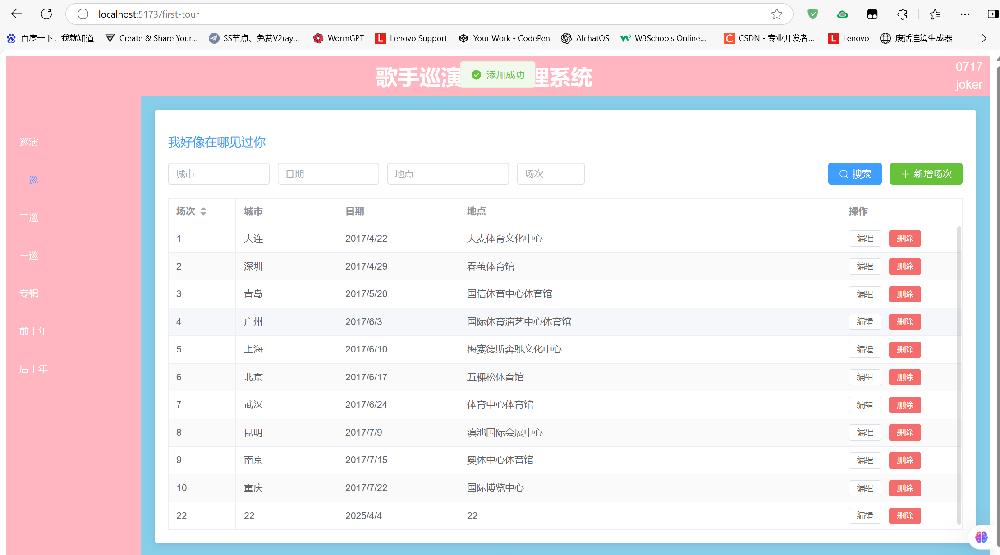 localhost:5173/first-tour
百度一下，我就知道 Create & Share Your... SS节点、免费V2ray... WormGPT Lenovo Support Your Work - CodePen AIchatOS W3Schools Online... CSDN - 专业开发者... Lenovo 废话连篇生成器
歌手巡演 理系统
添加成功
0717
joker
巡演
一巡
二巡
三巡
专辑
前十年
后十年
我好像在哪见过你
城市 日期 地点 场次 搜索 新增场次
场次 城市 日期 地点 操作
1 大连 2017/4/22 大麦体育文化中心 编辑 删除
2 深圳 2017/4/29 春茧体育馆 编辑 删除
3 青岛 2017/5/20 国信体育中心体育馆 编辑 删除
4 广州 2017/6/3 国际体育演艺中心体育馆 编辑 删除
5 上海 2017/6/10 梅赛德斯奔驰文化中心 编辑 删除
6 北京 2017/6/17 五棵松体育馆 编辑 删除
7 武汉 2017/6/24 体育中心体育馆 编辑 删除
8 昆明 2017/7/9 滇池国际会展中心 编辑 删除
9 南京 2017/7/15 奥体中心体育馆 编辑 删除
10 重庆 2017/7/22 国际博览中心 编辑 删除
22 22 2025/4/4 22 编辑 删除